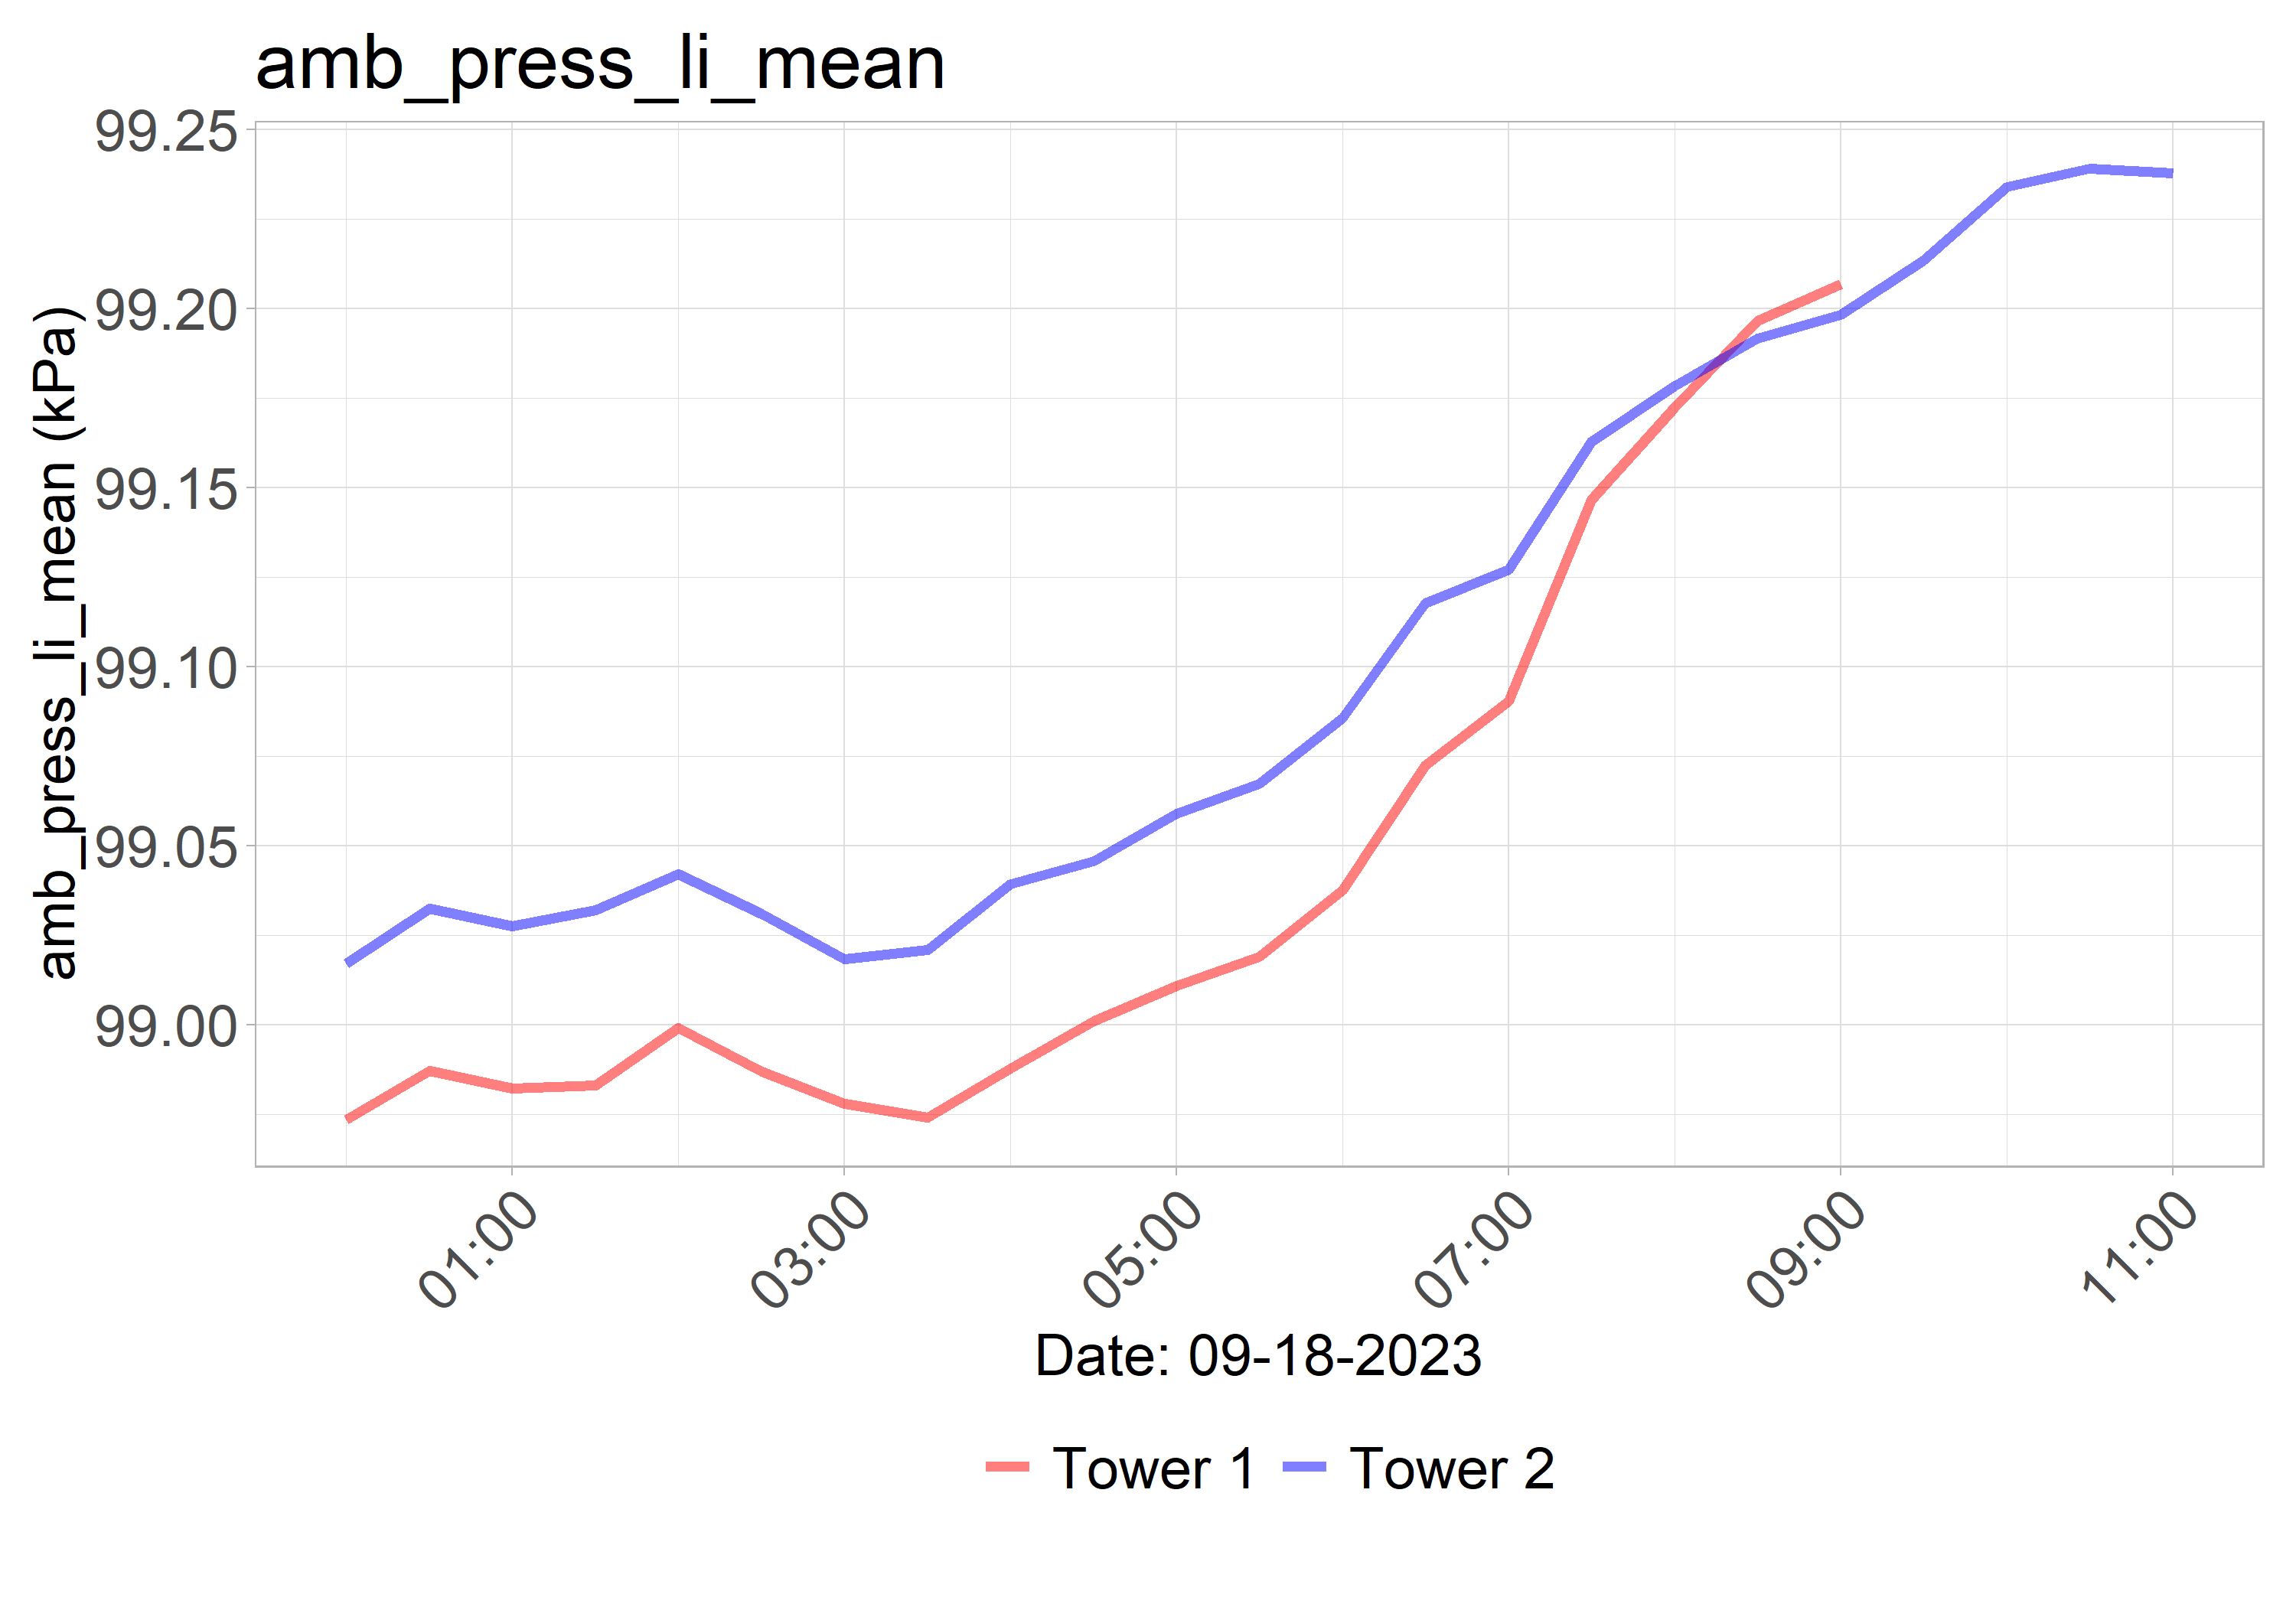 amb_press_li_mean
amb_press_li_mean (kPa)
99.25
99.20
99.15
99.10
99.05
99.00
01:00
03:00
05:00
07:00
09:00
11:00
Date: 09-18-2023
Tower 1
Tower 2